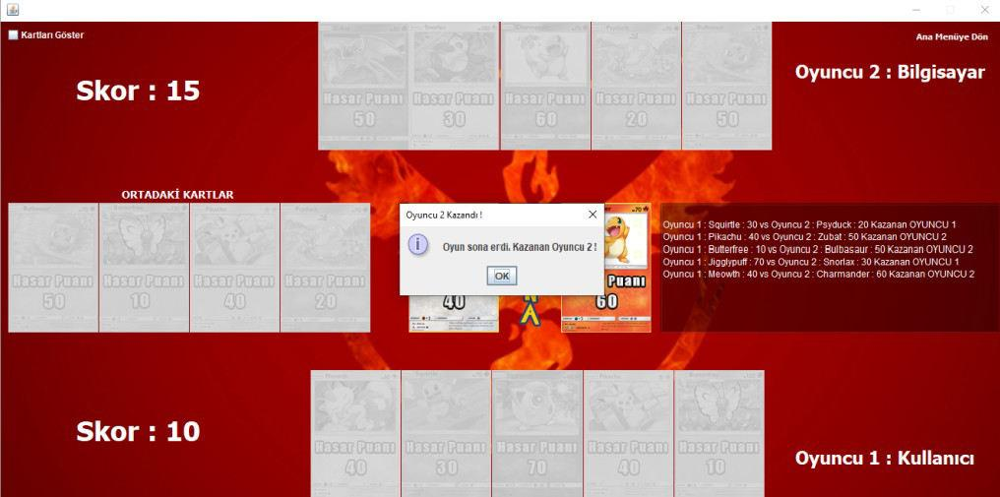 Kartları Göster
Ana Menüye Dön
Skor : 15
Oyuncu 2 : Bilgisayar
Hasar Puanı
50
Hasar Puanı
30
Hasar Puanı
60
Hasar Puanı
20
Hasar Puanı
50
ORTADAKİ KARTLAR
Hasar Puanı
50
Hasar Puanı
10
Hasar Puanı
40
Hasar Puanı
20
Oyuncu 2 Kazandı !
Oyun sona erdi. Kazanan Oyuncu 2 !
OK
40
70
Puanı
60
Oyuncu 1 : Squirtle : 30 vs Oyuncu 2 : Psyduck : 20 Kazanan OYUNCU 1
Oyuncu 1 : Pikachu : 40 vs Oyuncu 2 : Zubat : 50 Kazanan OYUNCU 2
Oyuncu 1 : Butterfree : 10 vs Oyuncu 2 : Bulbasaur : 50 Kazanan OYUNCU 2
Oyuncu 1 : Jigglypuff : 70 vs Oyuncu 2 : Snorlax : 30 Kazanan OYUNCU 1
Oyuncu 1 : Meowth : 40 vs Oyuncu 2 : Charmander : 60 Kazanan OYUNCU 2
Skor : 10
Hasar Puanı
40
Hasar Puanı
30
Hasar Puanı
70
Hasar Puanı
40
Hasar Puanı
10
Oyuncu 1 : Kullanıcı